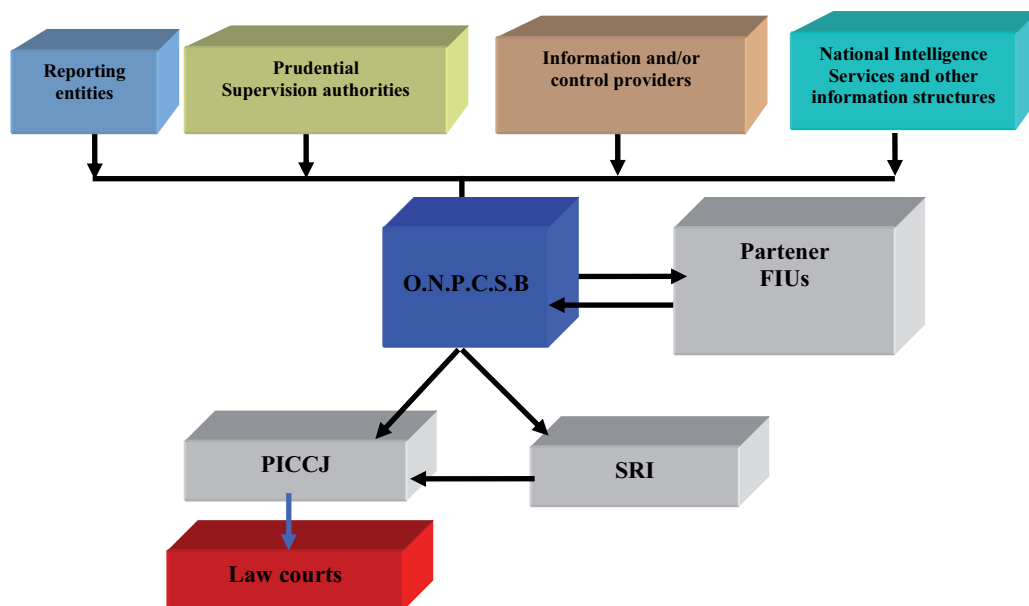 Reporting
entities
Prudential
Supervision authorities
Information and/or
control providers
National Intelligence
Services and other
information structures
O.N.P.C.S.B
Partener
FIUs
PICCJ
SRI
Law courts